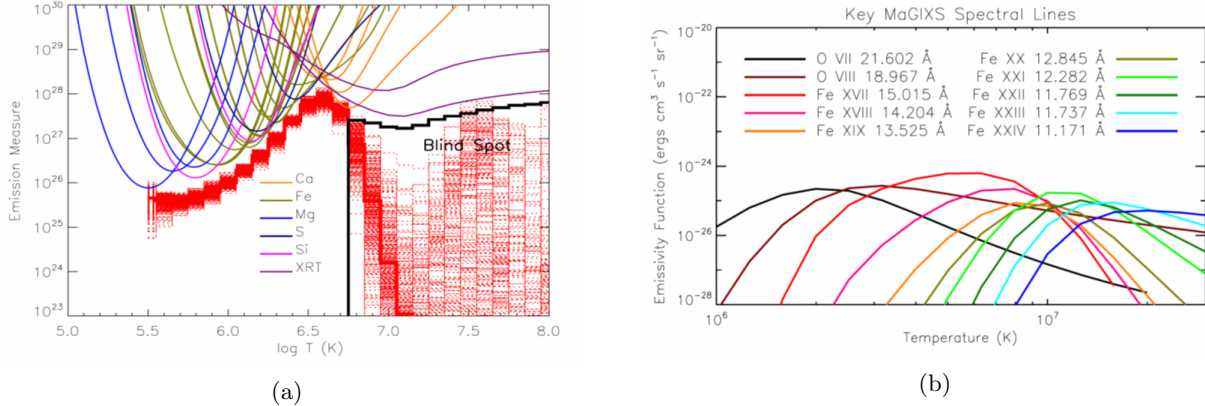 10^30
10^29
10^28
10^27
10^26
10^25
10^24
10^23
Emission Measure
Blind Spot
Ca
Fe
Mg
S
Si
XRT
5.0 5.5 6.0 6.5 7.0 7.5 8.0
log T (K)
(a)
Key MaGIXS Spectral Lines
10^-20
10^-22
10^-24
10^-26
10^-28
Emissivity Function (ergs cm^3 s^-1 sr^-1)
O VII 21.602 Å Fe XX 12.845 Å
O VIII 18.967 Å Fe XXI 12.282 Å
Fe XVII 15.015 Å Fe XXII 11.769 Å
Fe XVIII 14.204 Å Fe XXIII 11.737 Å
Fe XIX 13.525 Å Fe XXIV 11.171 Å
10^6 10^7
Temperature (K)
(b)